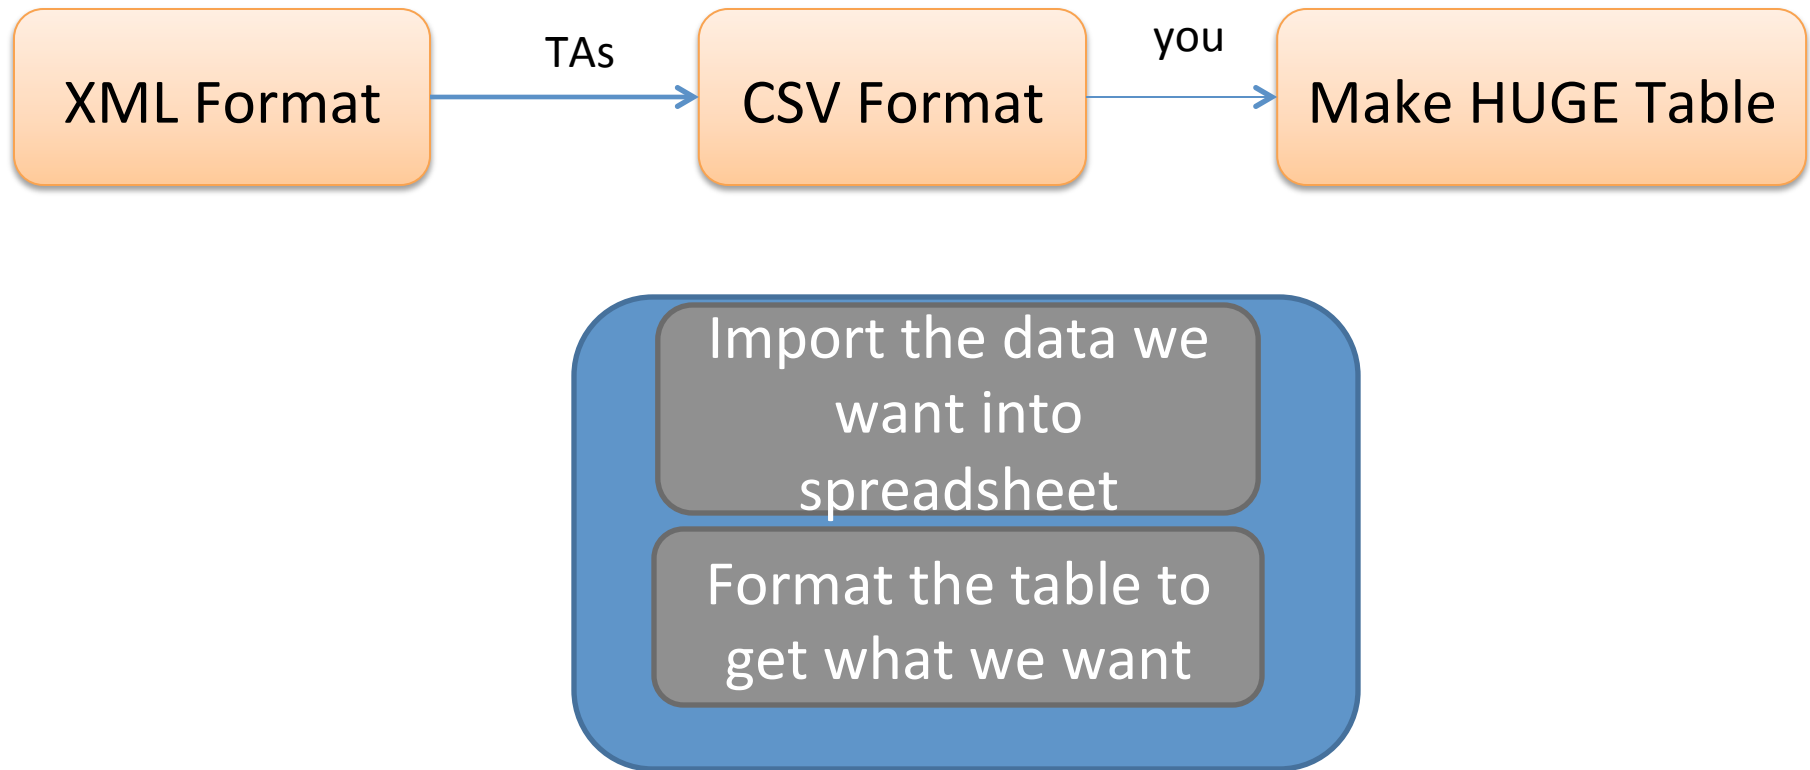 XML Format
TAs
CSV Format
you
Make HUGE Table
Import the data we
want into
spreadsheet
Format the table to
get what we want